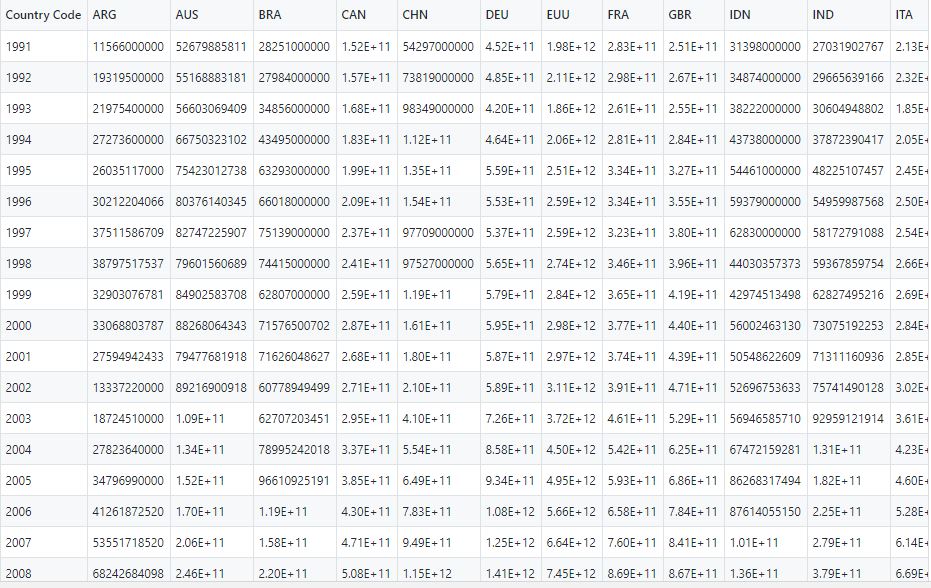 Country Code ARG AUS BRA CAN CHN DEU EUU FRA GBR IDN IND ITA
1991 11566000000 52679885811 28251000000 1.52E+11 54297000000 4.52E+11 1.98E+12 2.83E+11 2.51E+11 31398000000 27031902767 2.13E+
1992 19319500000 55168883181 27984000000 1.57E+11 73819000000 4.85E+11 2.11E+12 2.98E+11 2.67E+11 34874000000 29665639166 2.32E+
1993 21975400000 56603069409 34856000000 1.68E+11 98349000000 4.20E+11 1.86E+12 2.61E+11 2.55E+11 38222000000 30604948802 1.85E+
1994 27273600000 66750323102 43495000000 1.83E+11 1.12E+11 4.64E+11 2.06E+12 2.81E+11 2.84E+11 43738000000 37872390417 2.05E+
1995 26035117000 75423012738 63293000000 1.99E+11 1.35E+11 5.59E+11 2.51E+12 3.34E+11 3.27E+11 54461000000 48225107457 2.45E+
1996 30212204066 80376140345 66018000000 2.09E+11 1.54E+11 5.53E+11 2.59E+12 3.34E+11 3.55E+11 59379000000 54959987568 2.50E+
1997 37511586709 82747225907 75139000000 2.37E+11 97709000000 5.37E+11 2.59E+12 3.23E+11 3.80E+11 62830000000 58172791088 2.54E+
1998 38797517537 79601560689 74415000000 2.41E+11 97527000000 5.65E+11 2.74E+12 3.46E+11 3.96E+11 44030357373 59367859754 2.66E+
1999 32903076781 84902583708 62807000000 2.59E+11 1.19E+11 5.79E+11 2.84E+12 3.65E+11 4.19E+11 42974513498 62827495216 2.69E+
2000 33068803787 88268064343 71576500702 2.87E+11 1.61E+11 5.95E+11 2.98E+12 3.77E+11 4.40E+11 56002463130 73075192253 2.84E+
2001 27594942433 79477681918 71626048627 2.68E+11 1.80E+11 5.87E+11 2.97E+12 3.74E+11 4.39E+11 50548622609 71311160936 2.85E+
2002 13337220000 89216900918 60778949499 2.71E+11 2.10E+11 5.89E+11 3.11E+12 3.91E+11 4.71E+11 52696753633 75741490128 3.02E+
2003 18724510000 1.09E+11 62707203451 2.95E+11 4.10E+11 7.26E+11 3.72E+12 4.61E+11 5.29E+11 56946585710 92959121914 3.61E+
2004 27823640000 1.34E+11 78995242018 3.37E+11 5.54E+11 8.58E+11 4.50E+12 5.42E+11 6.25E+11 67472159281 1.31E+11 4.23E+
2005 34796990000 1.52E+11 96610925191 3.85E+11 6.49E+11 9.34E+11 4.95E+12 5.93E+11 6.86E+11 86268317494 1.82E+11 4.60E+
2006 41261872520 1.70E+11 1.19E+11 4.30E+11 7.83E+11 1.08E+12 5.66E+12 6.58E+11 7.84E+11 87614055150 2.25E+11 5.28E+
2007 53551718520 2.06E+11 1.58E+11 4.71E+11 9.49E+11 1.25E+12 6.64E+12 7.60E+11 8.41E+11 1.01E+11 2.79E+11 6.14E+
2008 68242684098 2.46E+11 2.20E+11 5.08E+11 1.15E+12 1.41E+12 7.45E+12 8.69E+11 8.67E+11 1.36E+11 3.79E+11 6.69E+